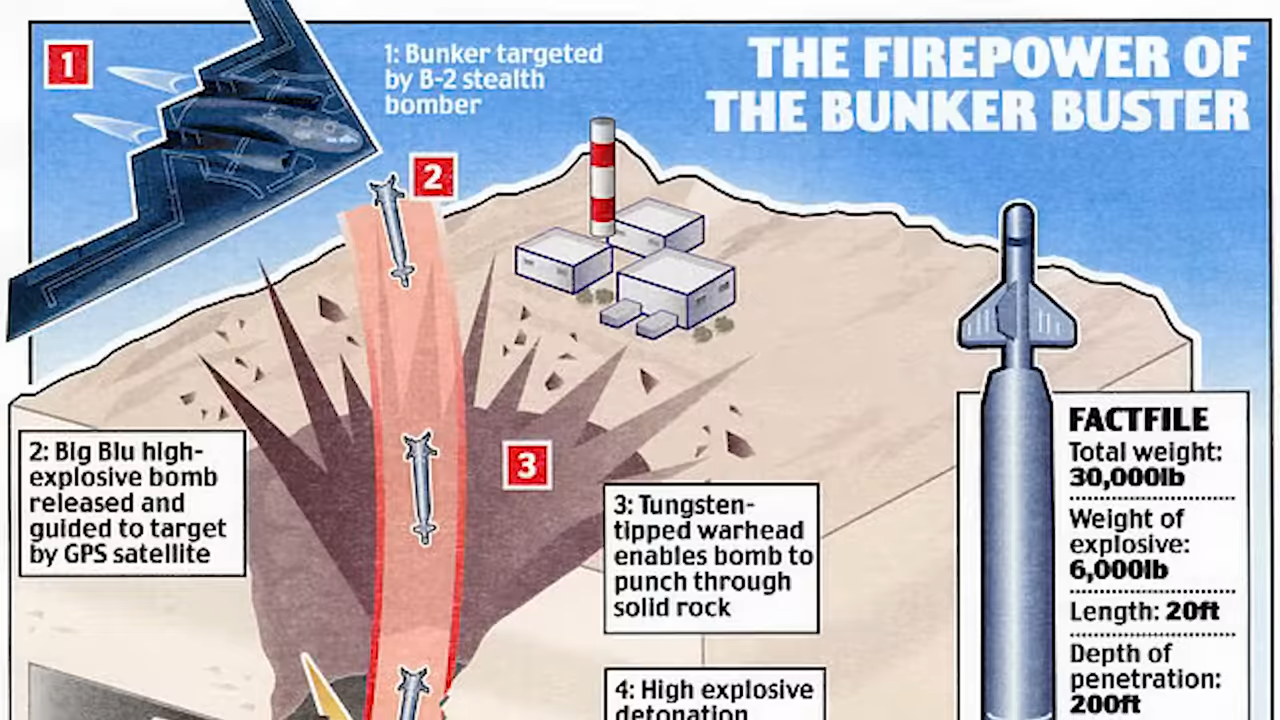 1
1: Bunker targeted
by B-2 stealth
bomber
THE FIREPOWER OF
THE BUNKER BUSTER
2
2: Big Blu high-
explosive bomb
released and
guided to target
by GPS satellite
3
3: Tungsten-
tipped warhead
enables bomb to
punch through
solid rock
4: High explosive
detonation
FACTFILE
Total weight:
30,000lb
Weight of
explosive:
6,000lb
Length: 20ft
Depth of
penetration:
200ft